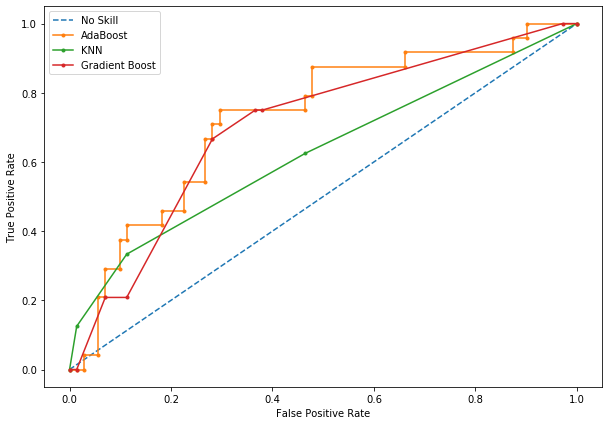 No Skill
AdaBoost
KNN
Gradient Boost
1.0
0.8
0.6
0.4
0.2
0.0
True Positive Rate
0.0 0.2 0.4 0.6 0.8 1.0
False Positive Rate